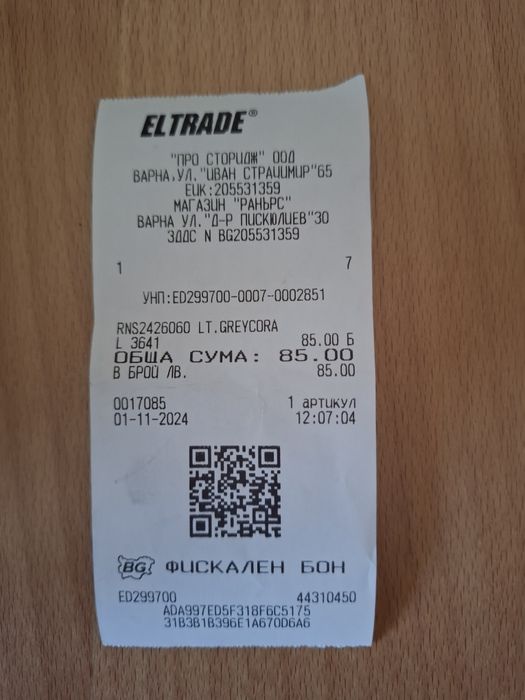 ELTRADE®
"ПРО СТОРИДЖ" ООД
ВАРНА,УЛ."ИВАН СТРАЦИМИР"65
ЕИК:205531359
МАГАЗИН "РАНЬРС"
ВАРНА УЛ."Д-Р ПИСКЮЛИЕВ"30
ЗДДС N BG205531359
1 7
УНП:ED299700-0007-0002851
RNS2426060 LT.GREYCORA
L 3641 85.00 Б
ОБЩА СУМА: 85.00
В БРОЙ ЛВ. 85.00
0017085 1 артикул
01-11-2024 12:07:04
BG ФИСКАЛЕН БОН
ED299700 44310450
ADA997ED5F318F6C5175
31B3B1B396E1A670D6A6